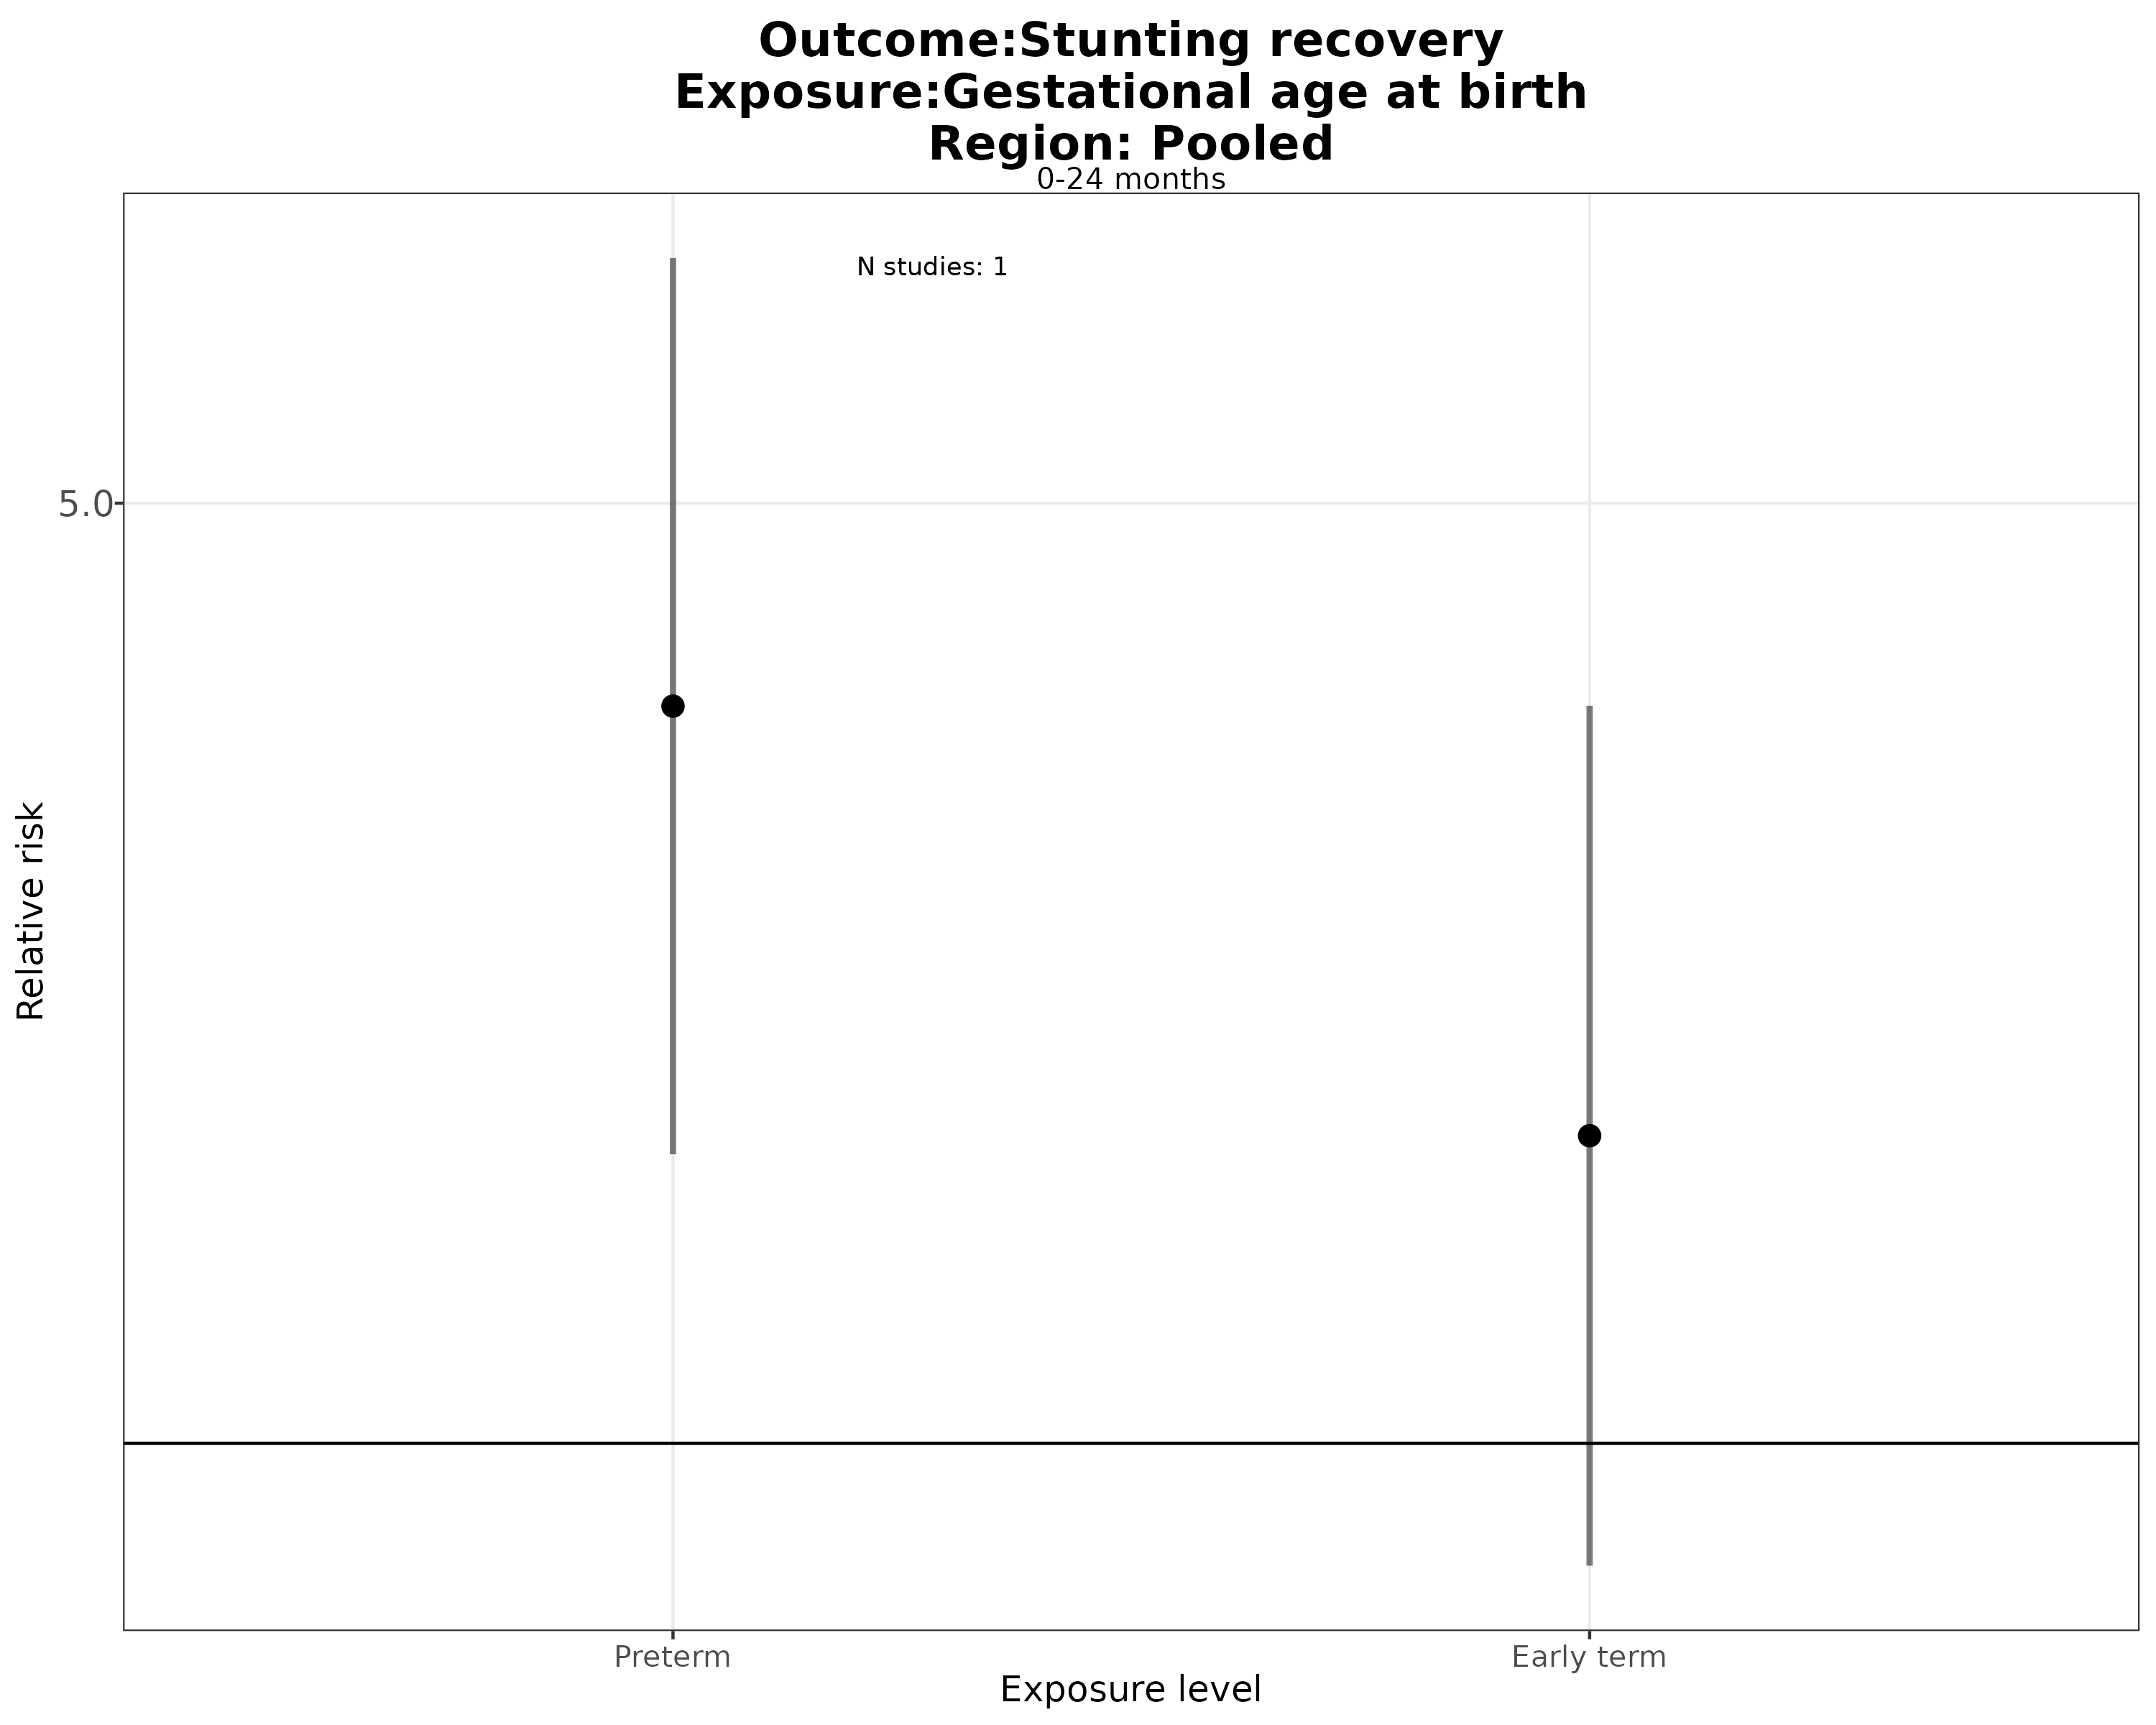 Outcome:Stunting recovery
Exposure:Gestational age at birth
Region: Pooled
0-24 months
N studies: 1
5.0
Relative risk
Preterm
Early term
Exposure level